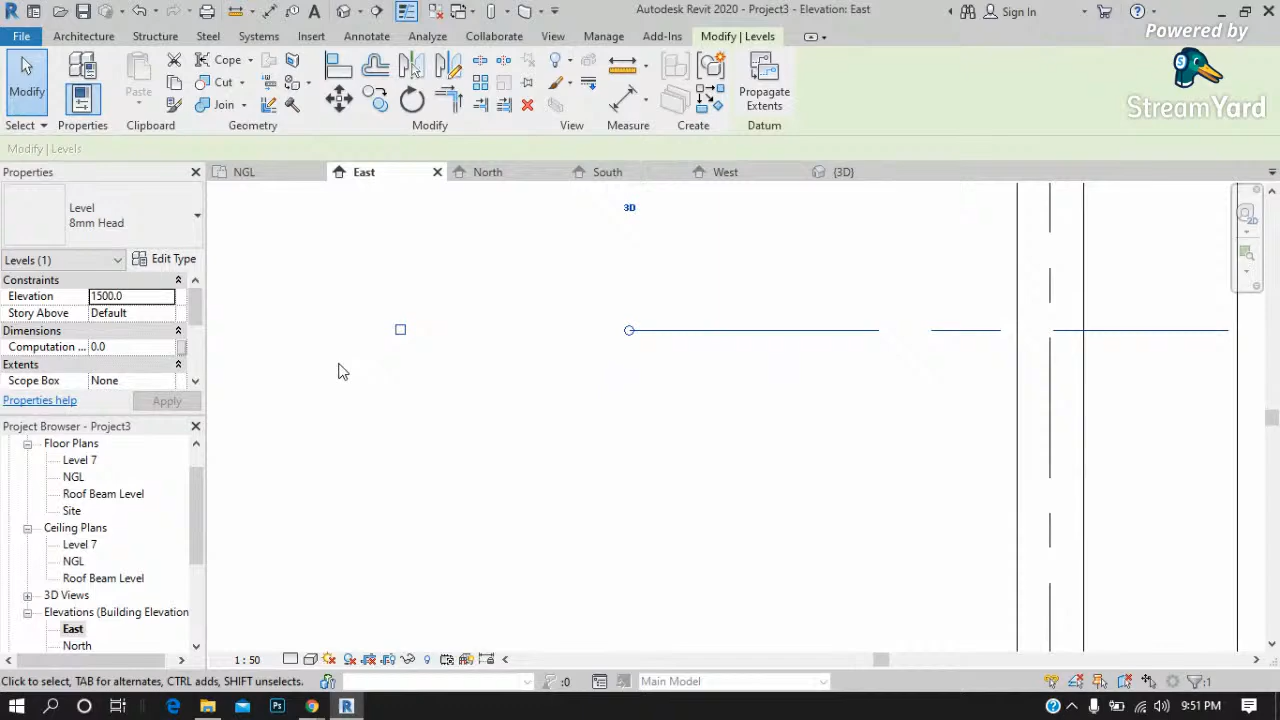 Autodesk Revit 2020 - Project3 - Elevation: East
Sign In
Powered by
StreamYard
File Architecture Structure Steel Systems Insert Annotate Analyze Collaborate View Manage Add-Ins Modify | Levels
Modify
Paste
Cope
Cut
Join
Propagate
Extents
Select Properties Clipboard Geometry Modify View Measure Create Datum
Modify | Levels
Properties
NGL East North South West {3D}
Level
8mm Head
3D
2D
Levels (1) Edit Type
Constraints
Elevation 1500.0
Story Above Default
Dimensions
Computation ... 0.0
Extents
Scope Box None
Properties help Apply
Project Browser - Project3
Floor Plans
Level 7
NGL
Roof Beam Level
Site
Ceiling Plans
Level 7
NGL
Roof Beam Level
3D Views
Elevations (Building Elevation
East
North
1 : 50
Click to select, TAB for alternates, CTRL adds, SHIFT unselects.
:0
Main Model
:1
Ps
9:51 PM